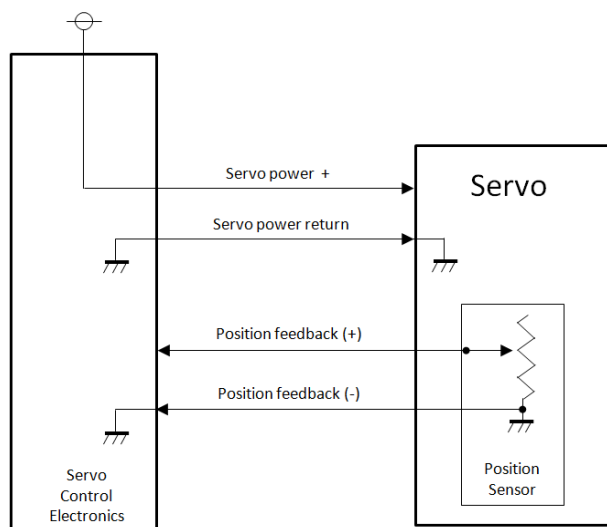 Servo power +
Servo
Servo power return
Position feedback (+)
Position feedback (-)
Servo
Control
Electronics
Position
Sensor